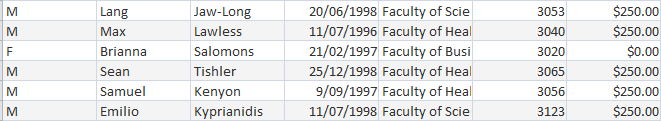 M Lang Jaw-Long 20/06/1998 Faculty of Scie 3053 $250.00
M Max Lawless 11/07/1996 Faculty of Heal 3040 $250.00
F Brianna Salomons 21/02/1997 Faculty of Busi 3020 $0.00
M Sean Tishler 25/12/1998 Faculty of Heal 3065 $250.00
M Samuel Kenyon 9/09/1997 Faculty of Heal 3056 $250.00
M Emilio Kyprianidis 11/07/1998 Faculty of Scie 3123 $250.00